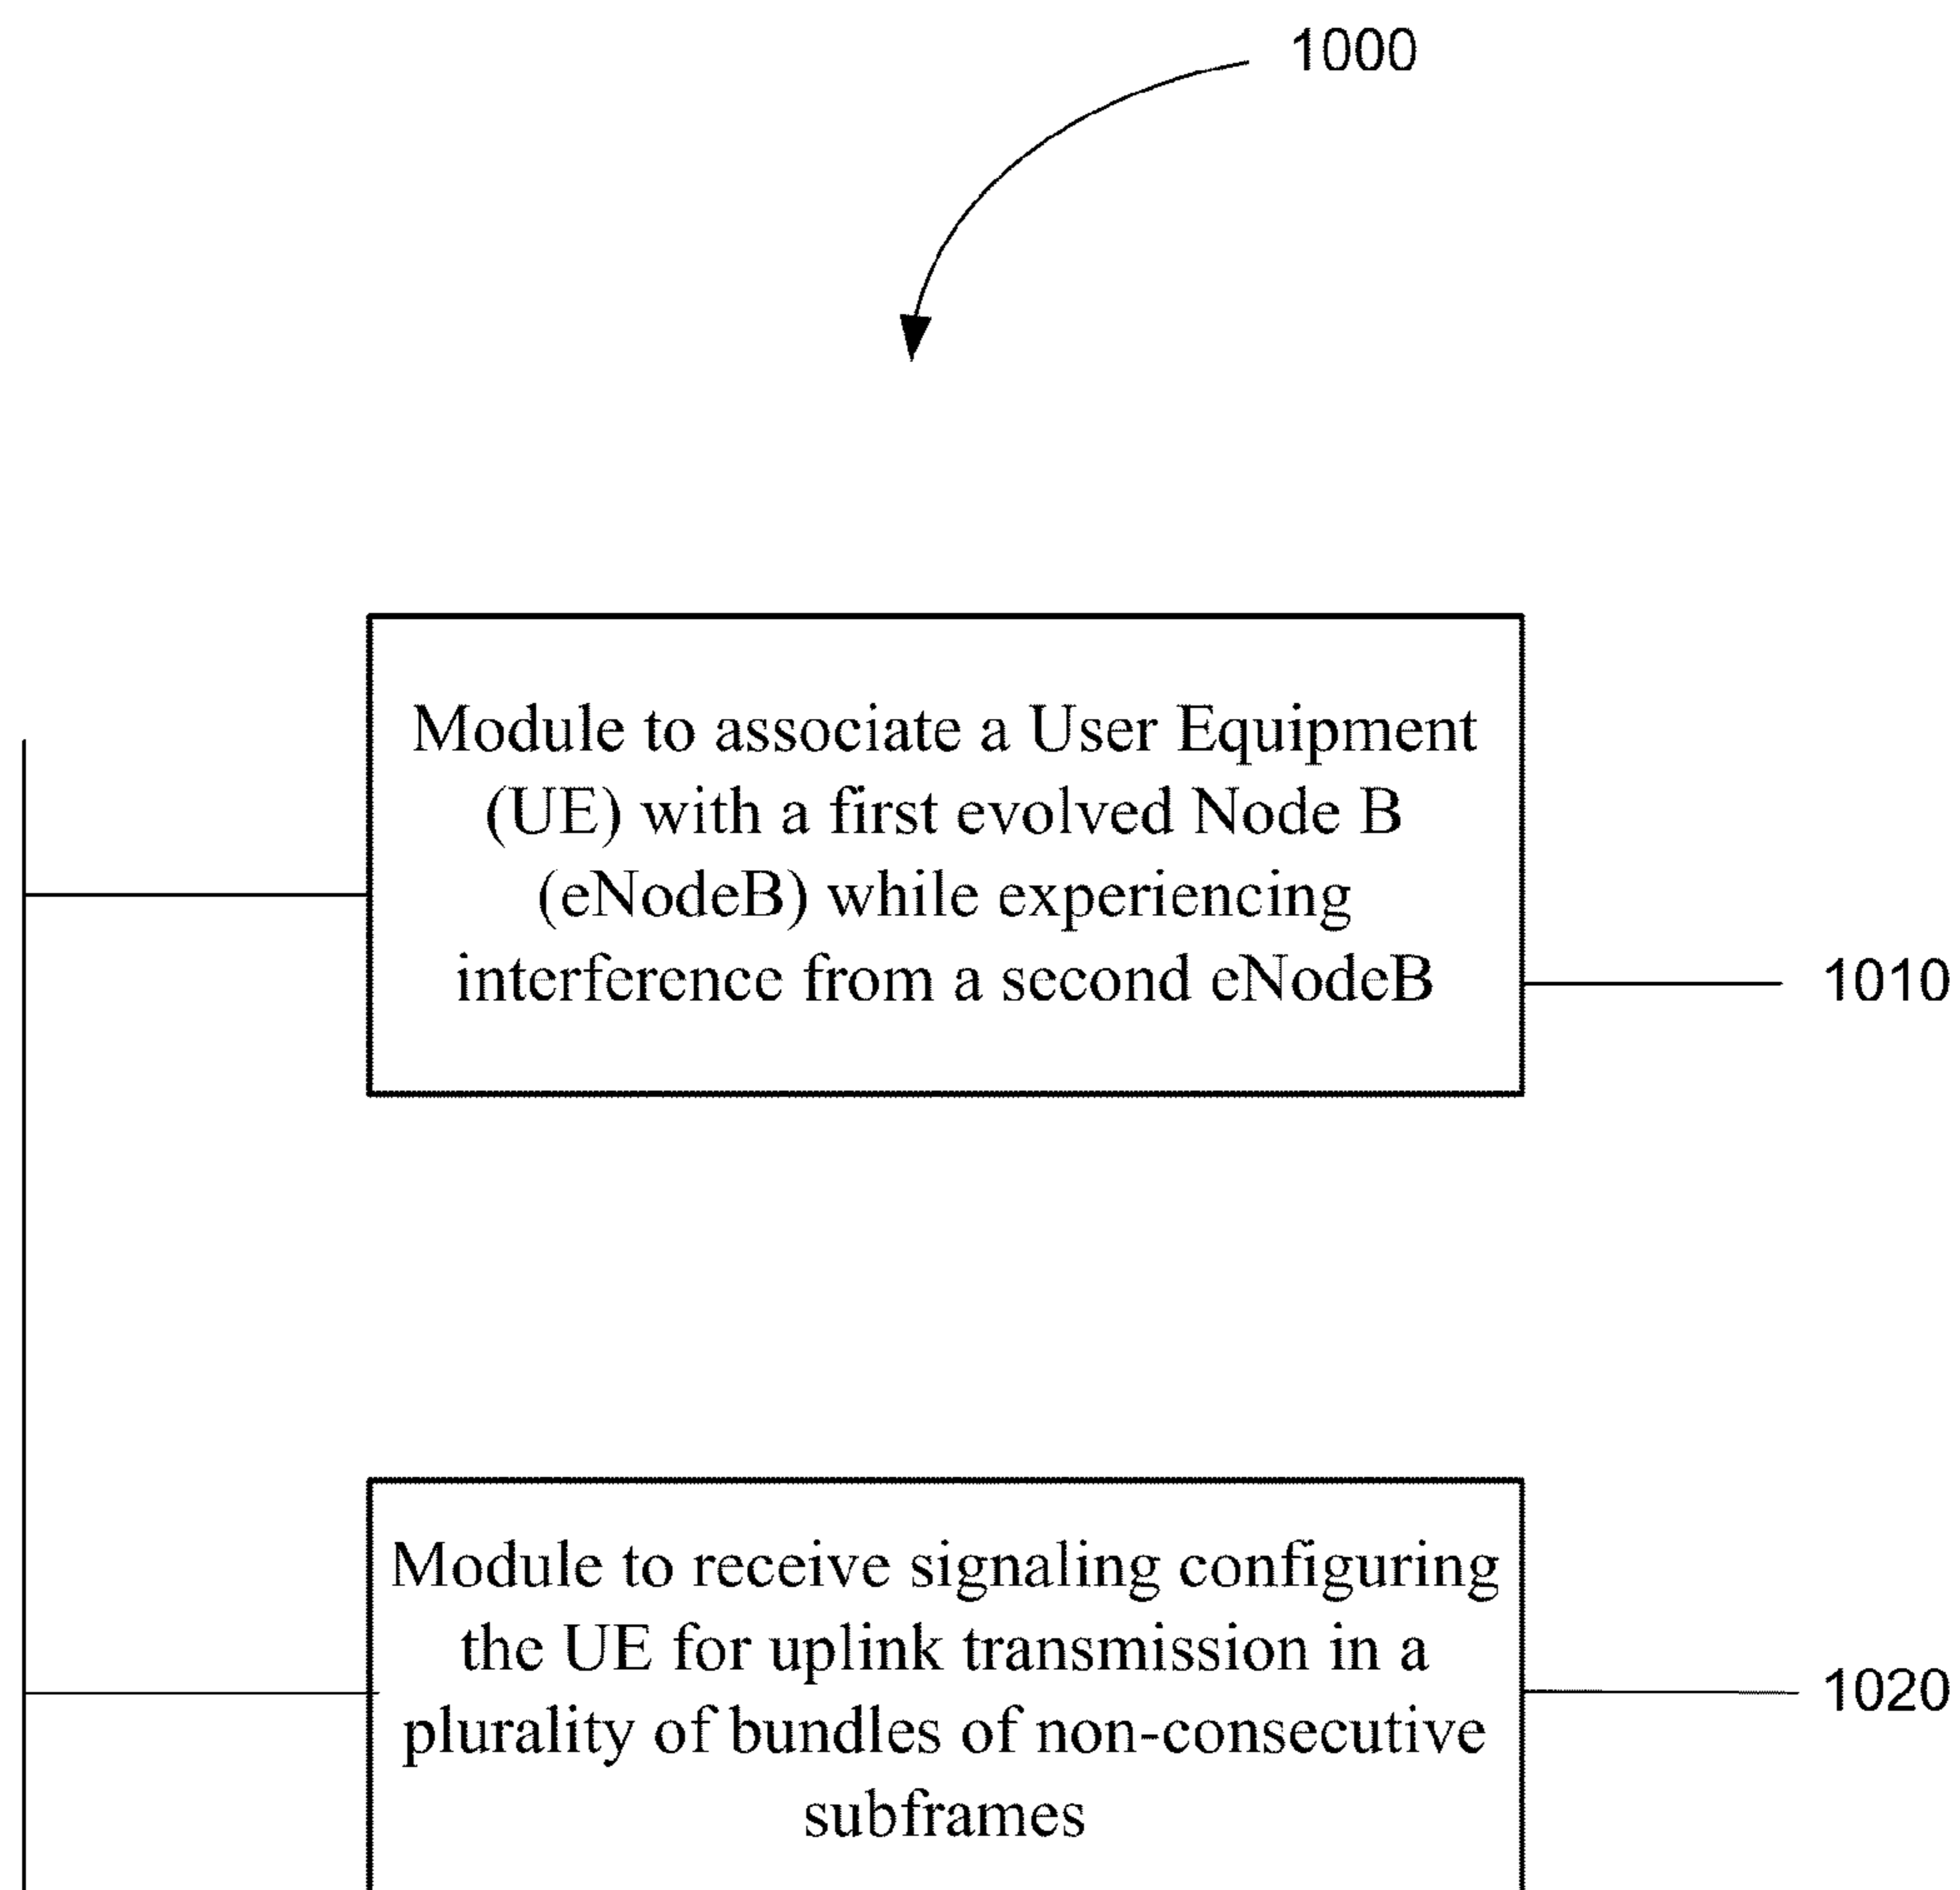 1000
Module to associate a User Equipment
(UE) with a first evolved Node B
(eNodeB) while experiencing
interference from a second eNodeB
1010
Module to receive signaling configuring
the UE for uplink transmission in a
plurality of bundles of non-consecutive
subframes
1020